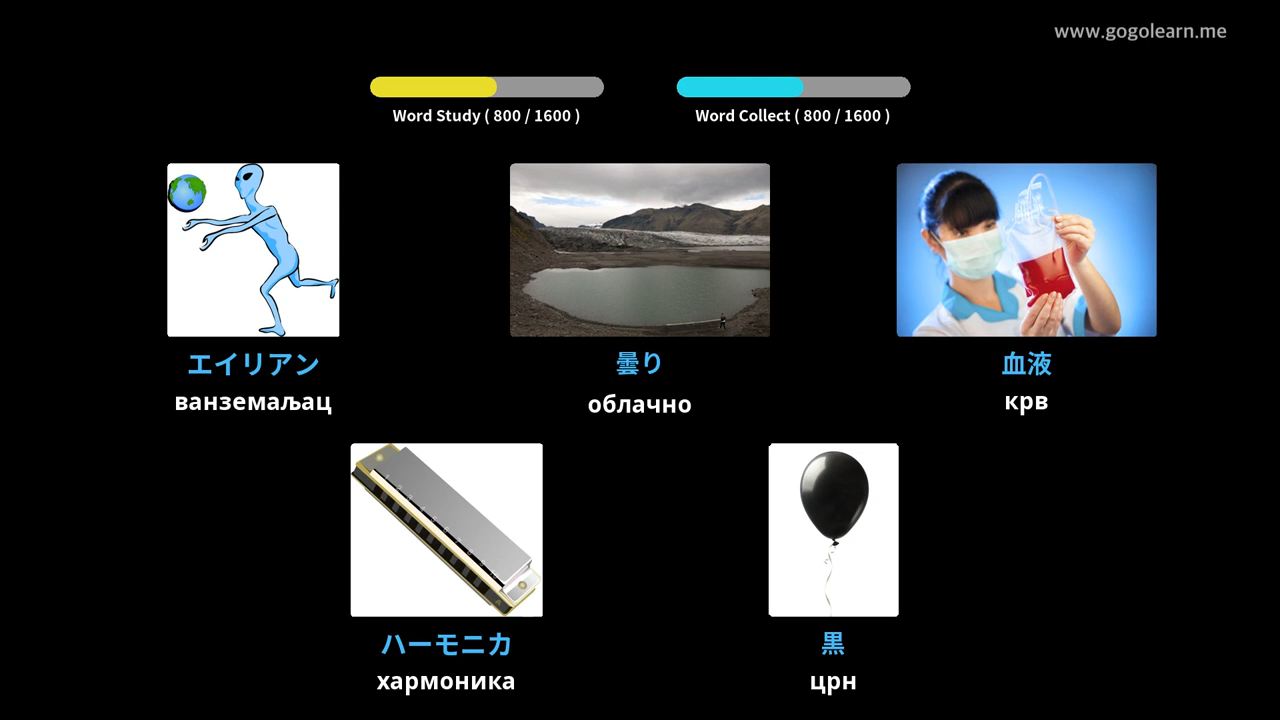 www.gogolearn.me
Word Study ( 800 / 1600 )
Word Collect ( 800 / 1600 )
エイリアン
曇り
血液
ванземаљац
облачно
крв
ハーモニカ
黒
хармоника
црн